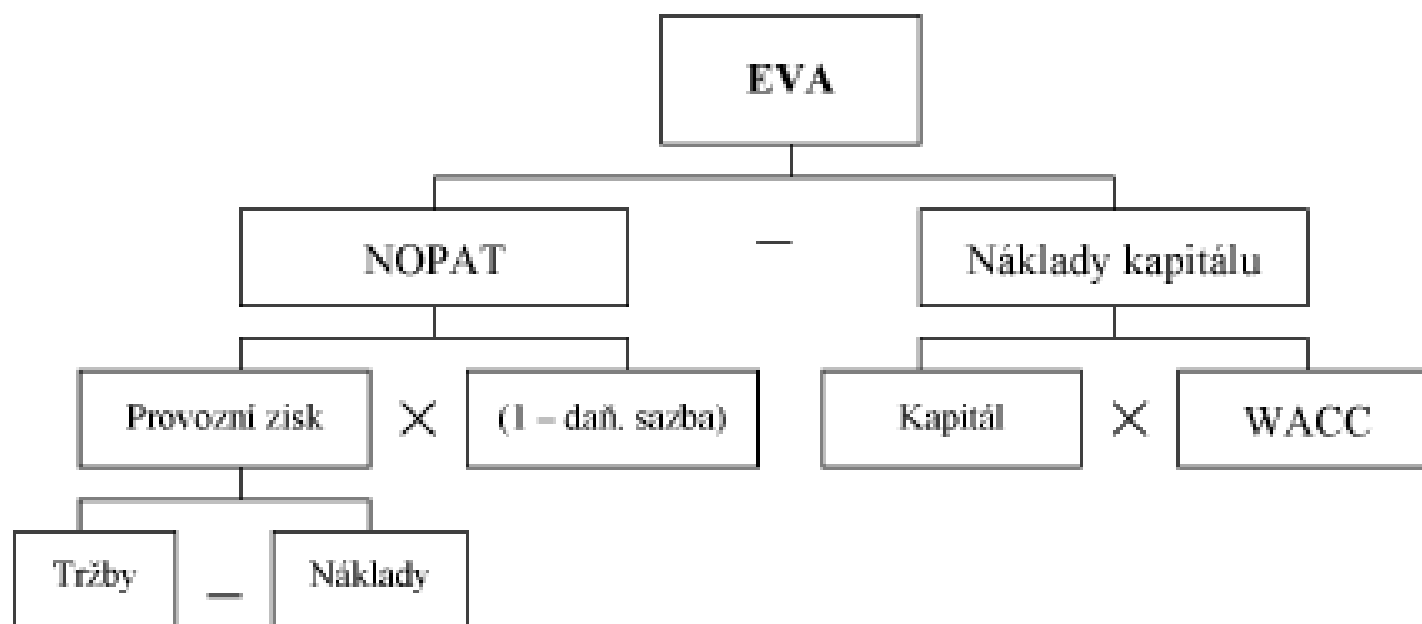 EVA
NOPAT
–
Náklady kapitálu
Provozní zisk
×
(1 – daň. sazba)
Kapitál
×
WACC
Tržby
–
Náklady